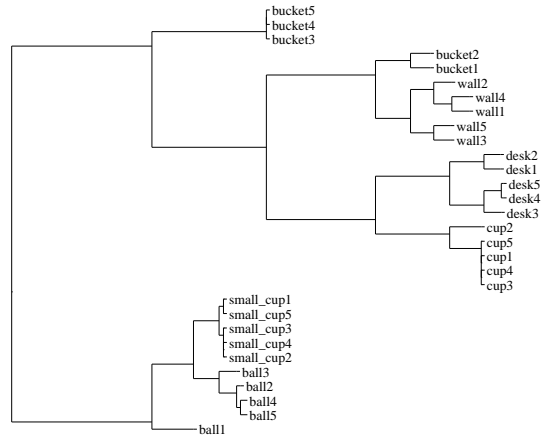 bucket5
bucket4
bucket3
bucket2
bucket1
wall2
wall4
wall1
wall5
wall3
desk2
desk1
desk5
desk4
desk3
cup2
cup5
cup1
cup4
cup3
small_cup1
small_cup5
small_cup3
small_cup4
small_cup2
ball3
ball2
ball4
ball5
ball1